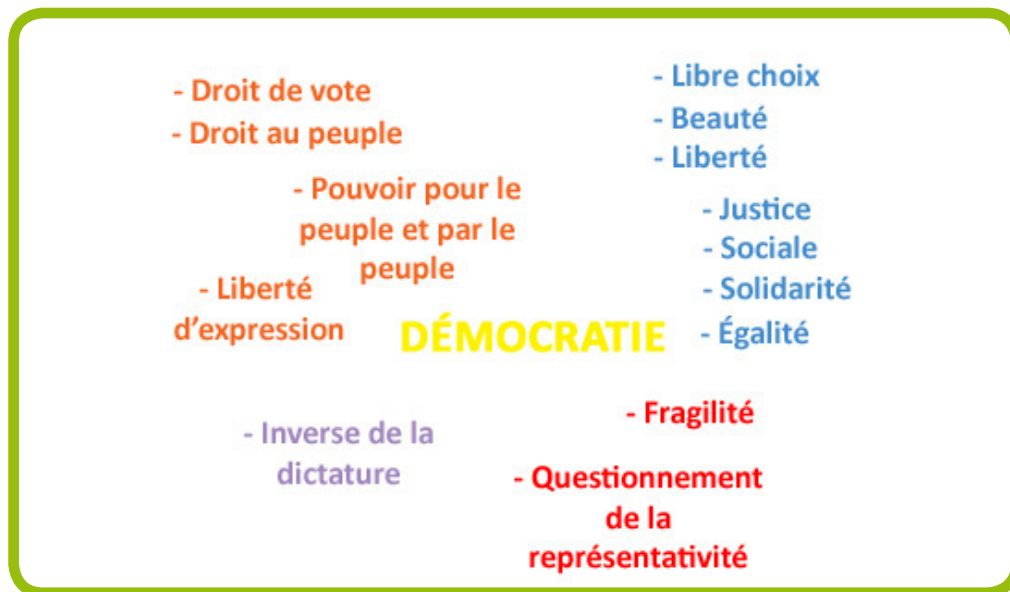 - Droit de vote
- Droit au peuple
- Pouvoir pour le
peuple et par le
peuple
- Liberté
d'expression
- Libre choix
- Beauté
- Liberté
- Justice
- Sociale
- Solidarité
- Égalité
DÉMOCRATIE
- Inverse de la
dictature
- Fragilité
- Questionnement
de la
représentativité